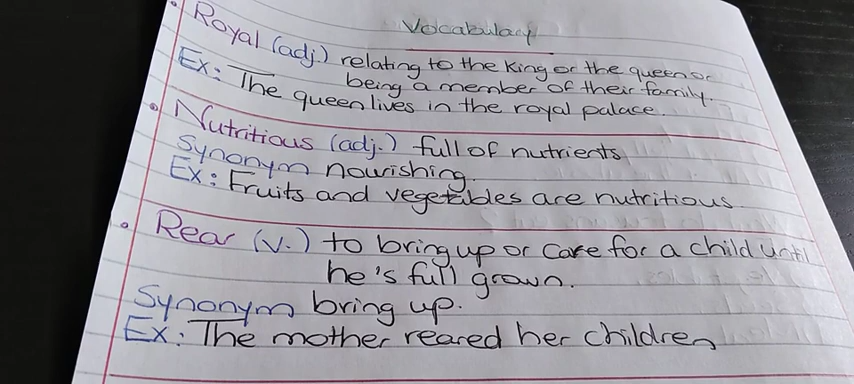 Vocabulary
• Royal (adj.) relating to the King or the queen or
being a member of their family.
Ex: The queen lives in the royal palace.
• Nutritious (adj.) full of nutrients
Synonym nourishing.
Ex: Fruits and vegetables are nutritious.
• Rear (v.) to bring up or care for a child until
he's full grown.
Synonym bring up.
Ex: The mother reared her children